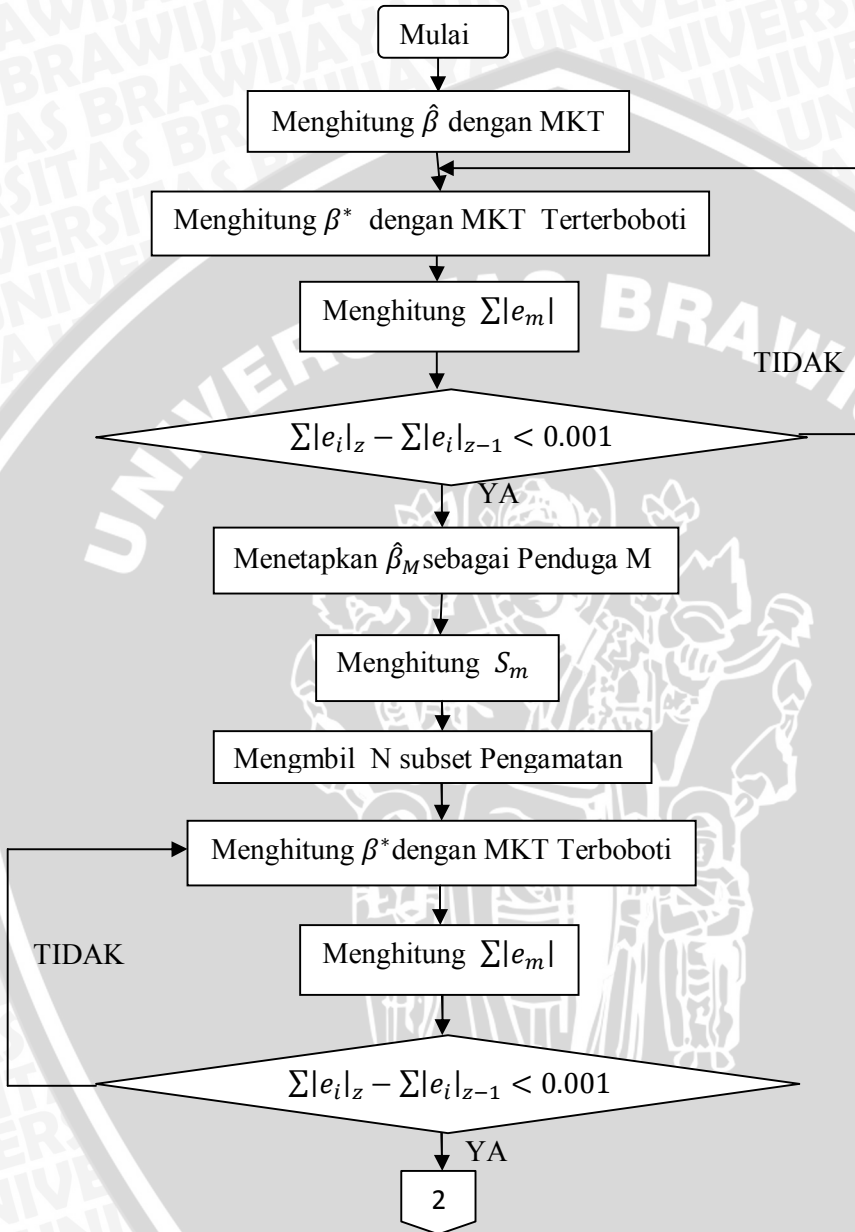 Mulai
Menghitung β̂ dengan MKT
Menghitung β* dengan MKT Terterboboti
Menghitung ∑|e_m|
TIDAK
∑|e_i|_z − ∑|e_i|_{z−1} < 0.001
YA
Menetapkan β̂_M sebagai Penduga M
Menghitung S_m
Mengmbil N subset Pengamatan
Menghitung β* dengan MKT Terboboti
TIDAK
Menghitung ∑|e_m|
∑|e_i|_z − ∑|e_i|_{z−1} < 0.001
YA
2
UNIVERSITAS BRAWIJAYA